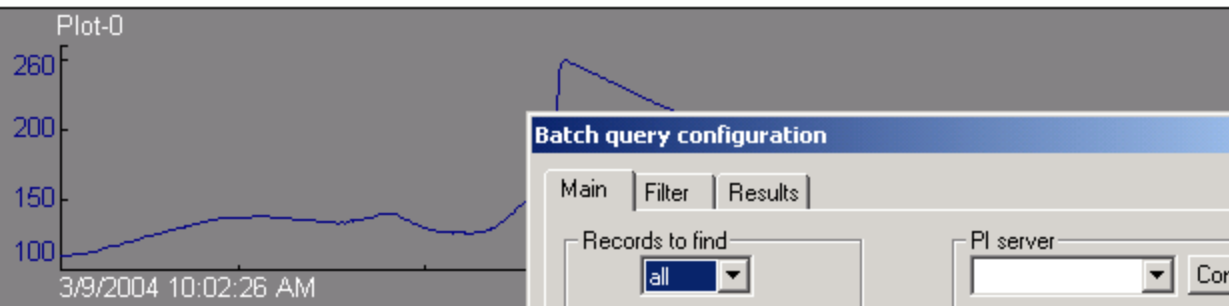 Plot-0
260
200
150
100
3/9/2004 10:02:26 AM
Batch query configuration
Main Filter Results
Records to find
all
PI server